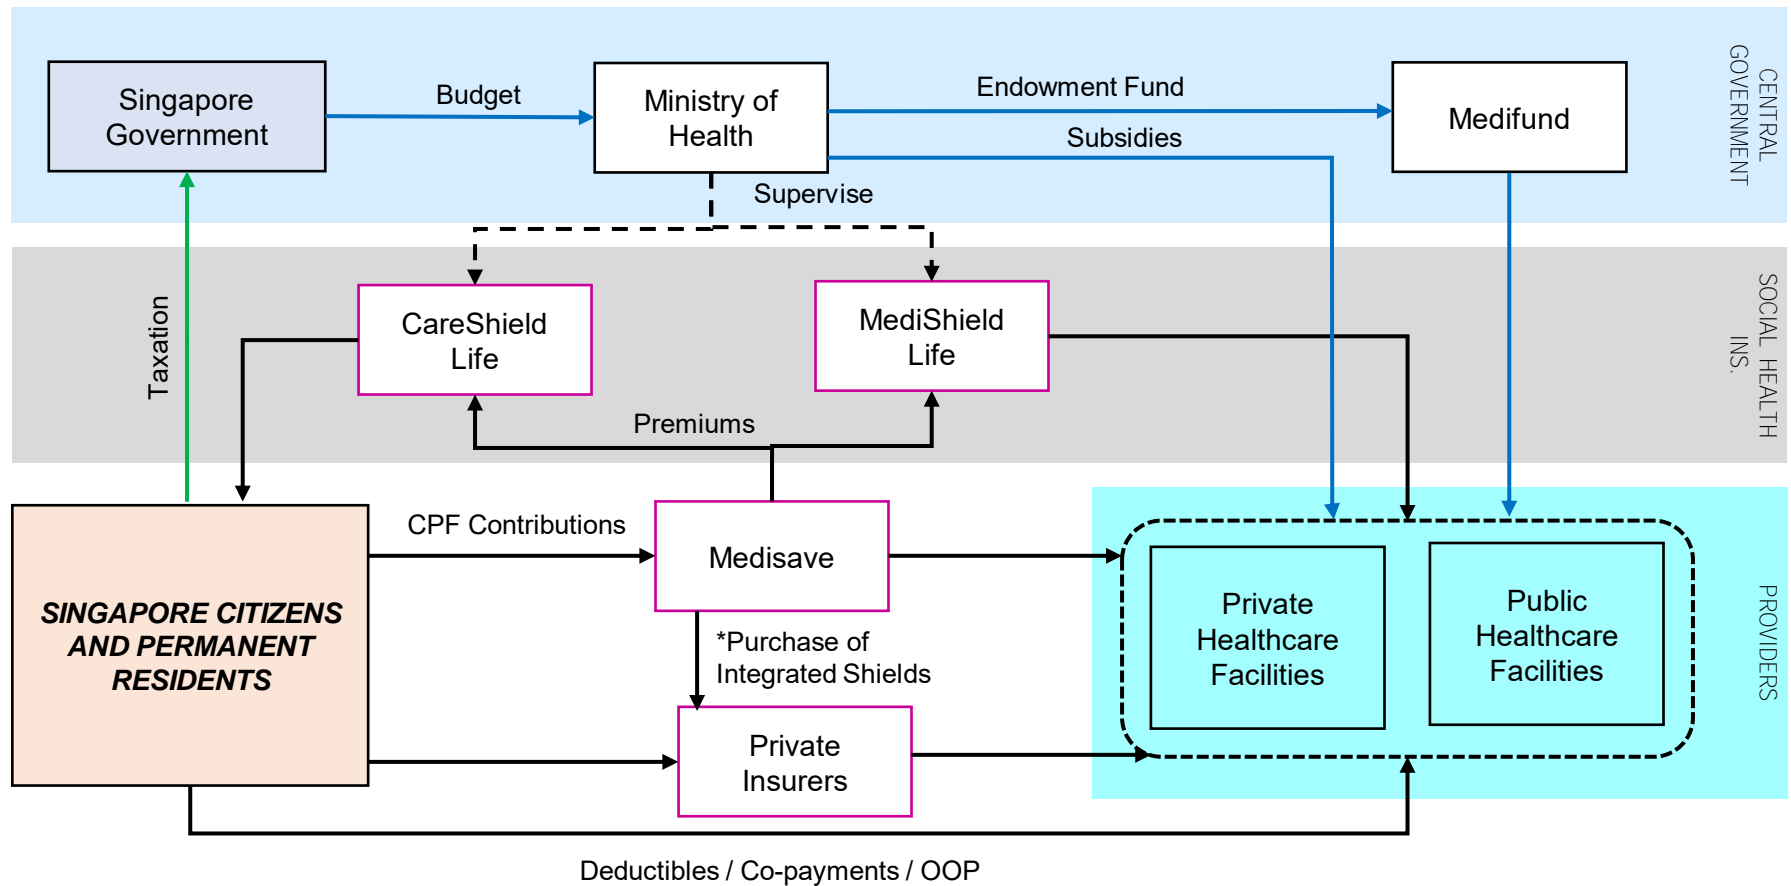 Singapore
Government
Budget
Ministry of
Health
Endowment Fund
Subsidies
Medifund
CENTRAL
GOVERNMENT
Supervise
Taxation
CareShield
Life
MediShield
Life
Premiums
SOCIAL HEALTH
INS.
SINGAPORE CITIZENS
AND PERMANENT
RESIDENTS
CPF Contributions
Medisave
*Purchase of
Integrated Shields
Private
Insurers
Private
Healthcare
Facilities
Public
Healthcare
Facilities
PROVIDERS
Deductibles / Co-payments / OOP